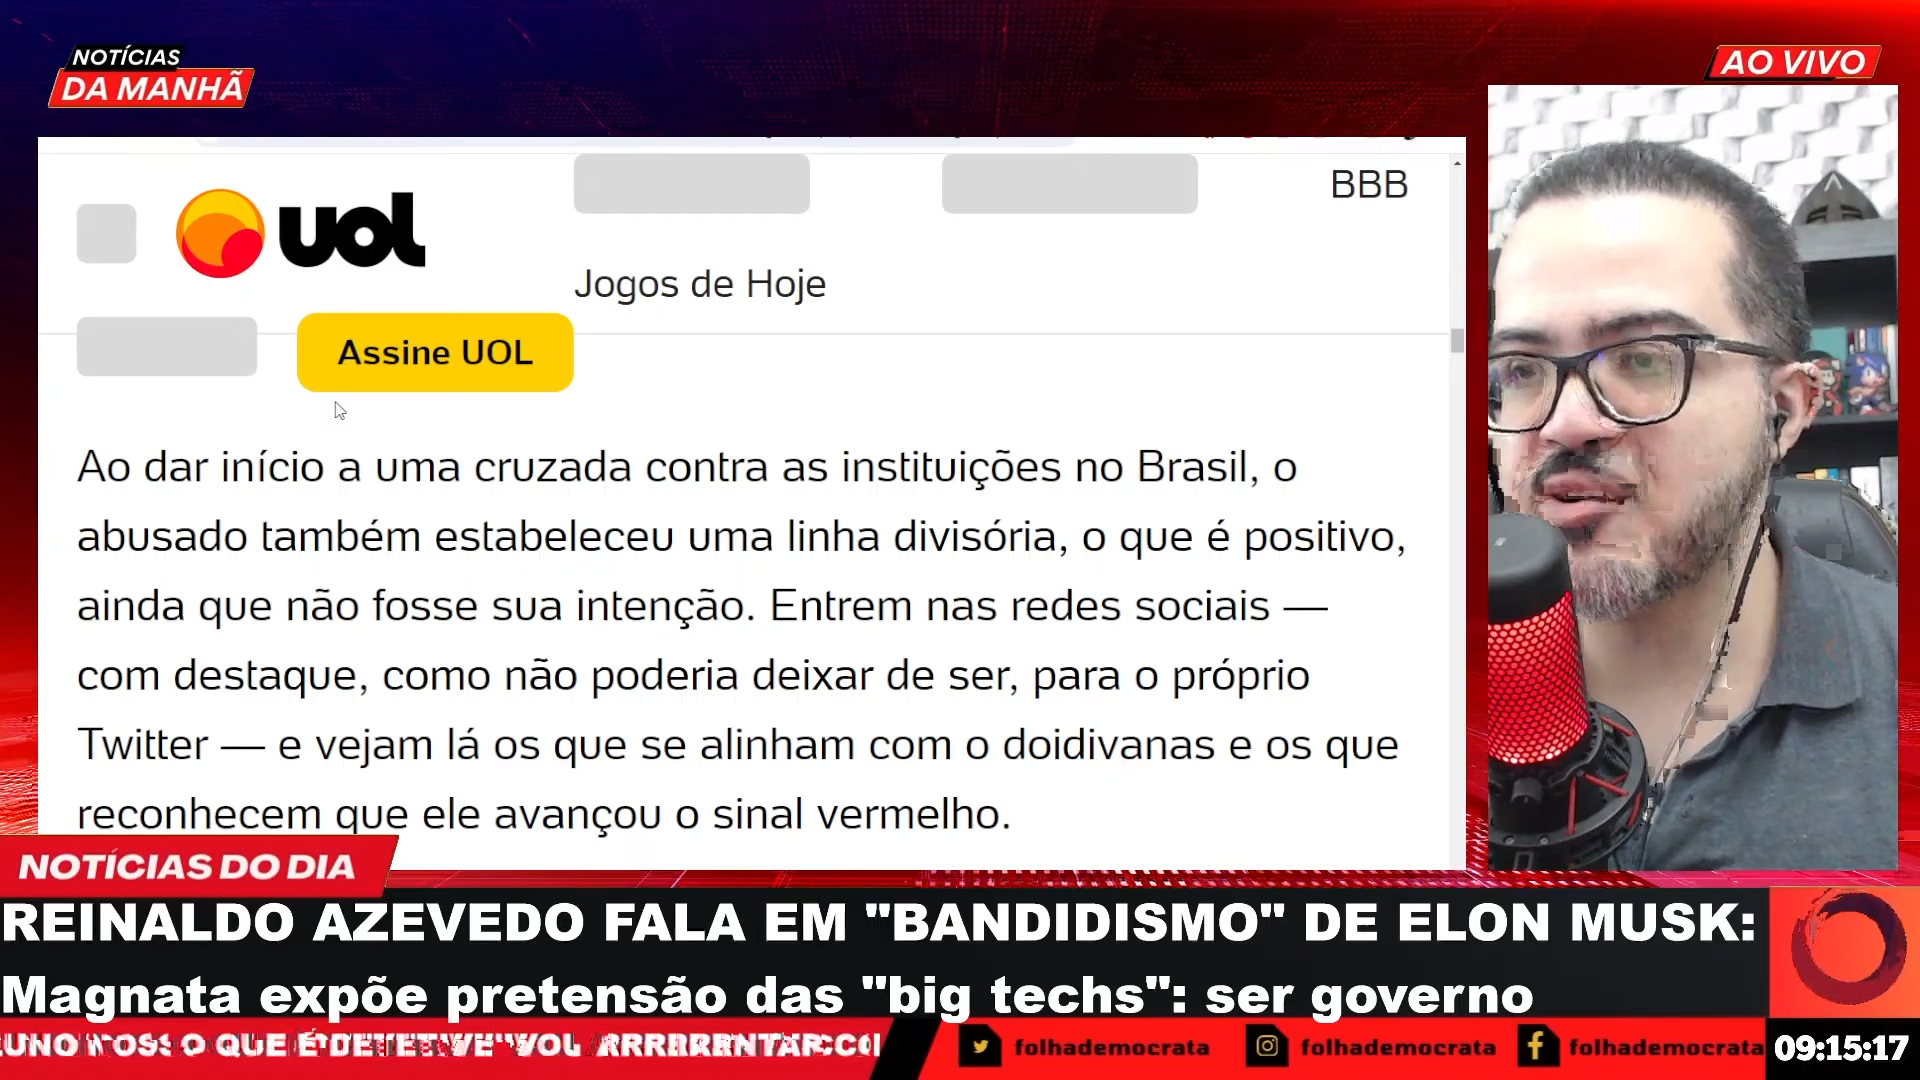 NOTÍCIAS
DA MANHÃ
AO VIVO
BBB
uol
Jogos de Hoje
Assine UOL
Ao dar início a uma cruzada contra as instituições no Brasil, o
abusado também estabeleceu uma linha divisória, o que é positivo,
ainda que não fosse sua intenção. Entrem nas redes sociais —
com destaque, como não poderia deixar de ser, para o próprio
Twitter — e vejam lá os que se alinham com o doidivanas e os que
reconhecem que ele avançou o sinal vermelho.
NOTÍCIAS DO DIA
REINALDO AZEVEDO FALA EM "BANDIDISMO" DE ELON MUSK:
Magnata expõe pretensão das "big techs": ser governo
O QUE
folhademocrata
folhademocrata
folhademocrata
09:15:17